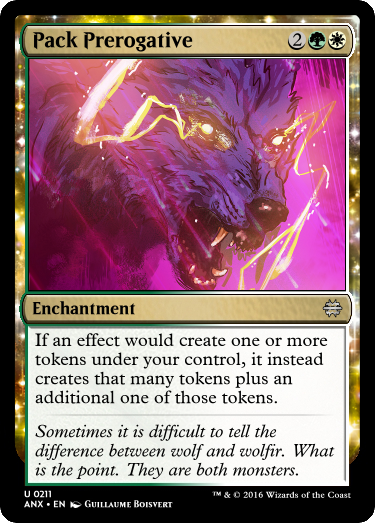 Pack Prerogative 2
Enchantment
If an effect would create one or more
tokens under your control, it instead
creates that many tokens plus an
additional one of those tokens.
Sometimes it is difficult to tell the
difference between wolf and wolfir. What
is the point. They are both monsters.
U 0211
ANX • EN Guillaume Boisvert
™ & © 2016 Wizards of the Coast